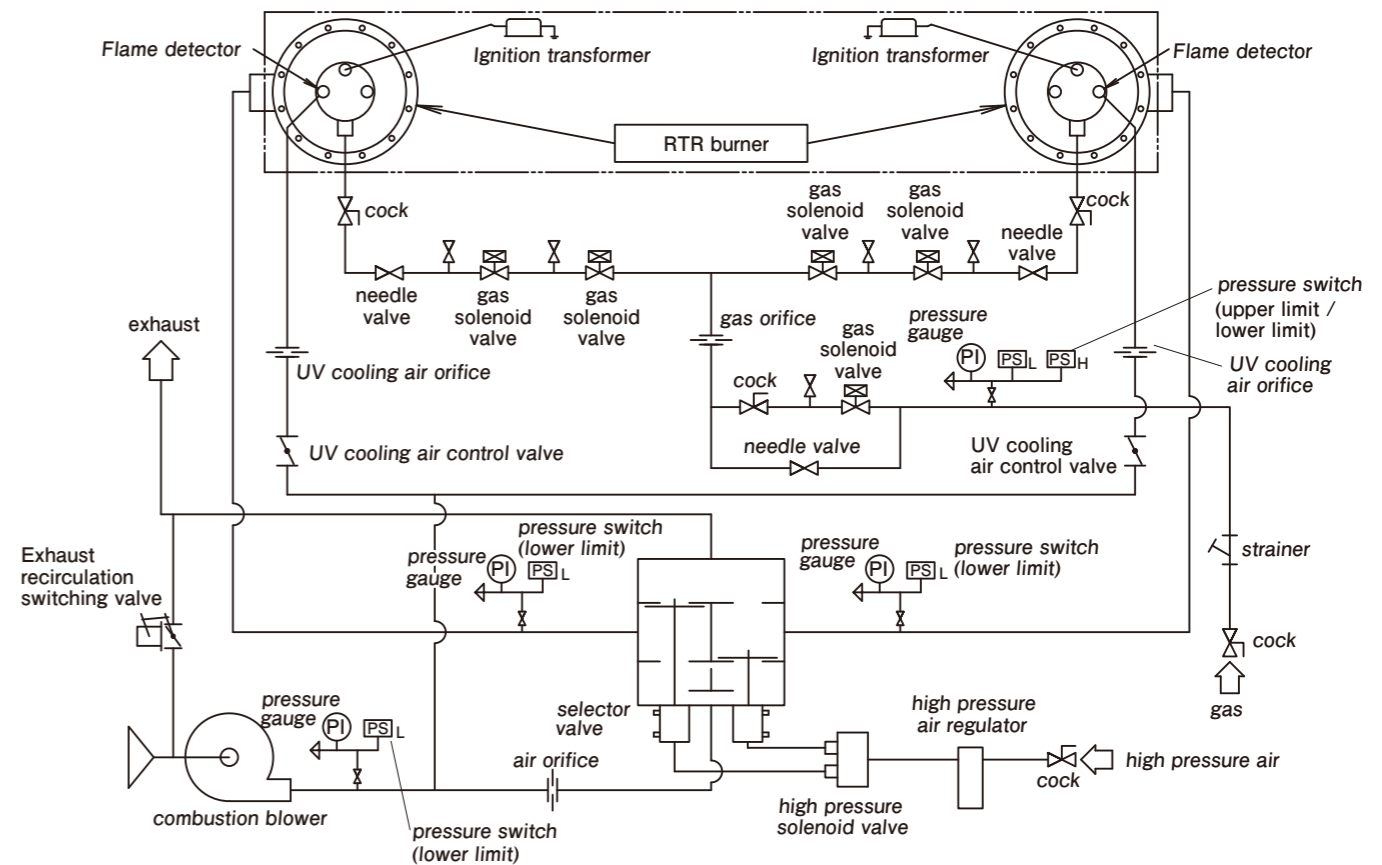 Flame detector
Ignition transformer
Ignition transformer
Flame detector
RTR burner
cock
gas
solenoid
valve
gas
solenoid
valve
needle
valve
cock
needle
valve
gas
solenoid
valve
gas
solenoid
valve
pressure switch
(upper limit /
lower limit)
exhaust
gas orifice
gas
solenoid
valve
pressure
gauge
PI
PS L
PS H
UV cooling air orifice
UV cooling
air orifice
cock
needle valve
UV cooling air control valve
UV cooling
air control valve
Exhaust
recirculation
switching valve
pressure
gauge
PI
PS L
pressure switch
(lower limit)
pressure
gauge
PI
PS L
pressure switch
(lower limit)
strainer
cock
gas
pressure
gauge
PI
PS L
selector
valve
high pressure
air regulator
air orifice
high pressure air
cock
combustion blower
high pressure
solenoid valve
pressure switch
(lower limit)